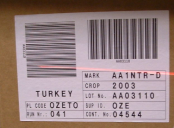 MARK AA1NTR-D
CROP 2003
TURKEY LOT No. AA03110
PL CODE OZETO SUP ID. OZE
RUN Nr.. 041 CONT. No. 04544